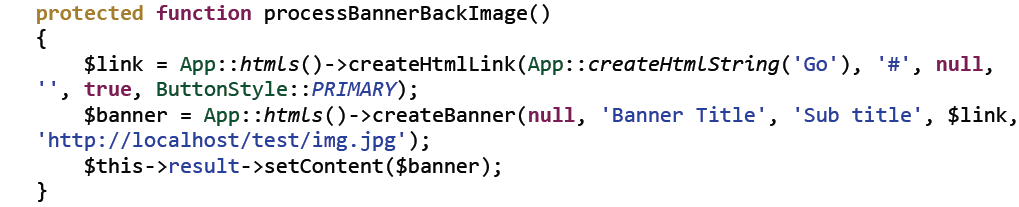 protected function processBannerBackImage()
{
    $link = App::htmls()->createHtmlLink(App::createHtmlString('Go'), '#', null,
'', true, ButtonStyle::PRIMARY);
    $banner = App::htmls()->createBanner(null, 'Banner Title', 'Sub title', $link,
'http://localhost/test/img.jpg');
    $this->result->setContent($banner);
}